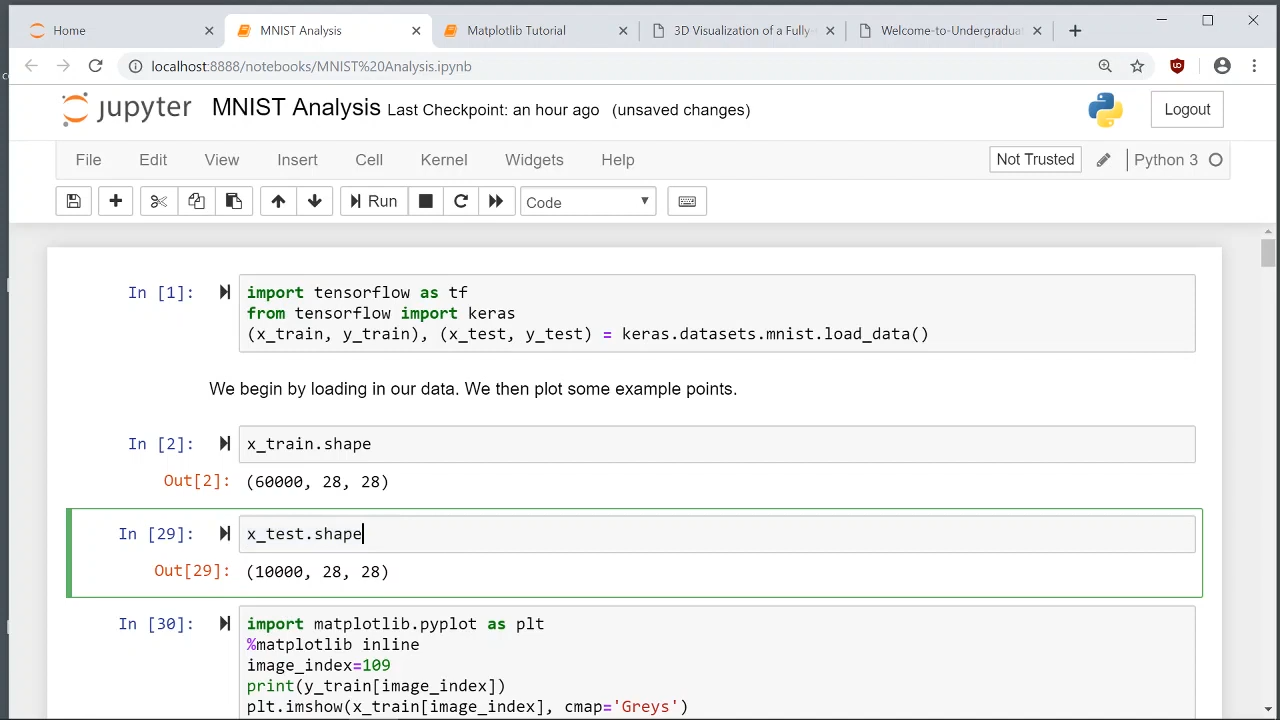 Home
MNIST Analysis
Matplotlib Tutorial
3D Visualization of a Fully-
Welcome-to-Undergradua
localhost:8888/notebooks/MNIST%20Analysis.ipynb
jupyter MNIST Analysis Last Checkpoint: an hour ago (unsaved changes)
Logout
File Edit View Insert Cell Kernel Widgets Help
Not Trusted
Python 3
Run
Code
In [1]:
import tensorflow as tf
from tensorflow import keras
(x_train, y_train), (x_test, y_test) = keras.datasets.mnist.load_data()
We begin by loading in our data. We then plot some example points.
In [2]: x_train.shape
Out[2]: (60000, 28, 28)
In [29]: x_test.shape
Out[29]: (10000, 28, 28)
In [30]: import matplotlib.pyplot as plt
%matplotlib inline
image_index=109
print(y_train[image_index])
plt.imshow(x_train[image_index], cmap='Greys')